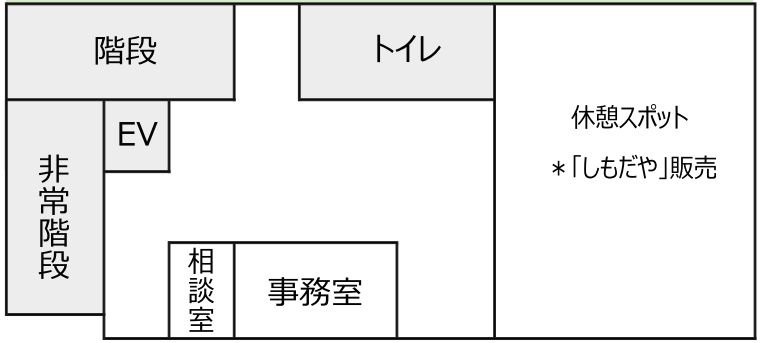 階段
トイレ
休憩スポット
＊「しもだや」販売
EV
非常階段
相談室
事務室